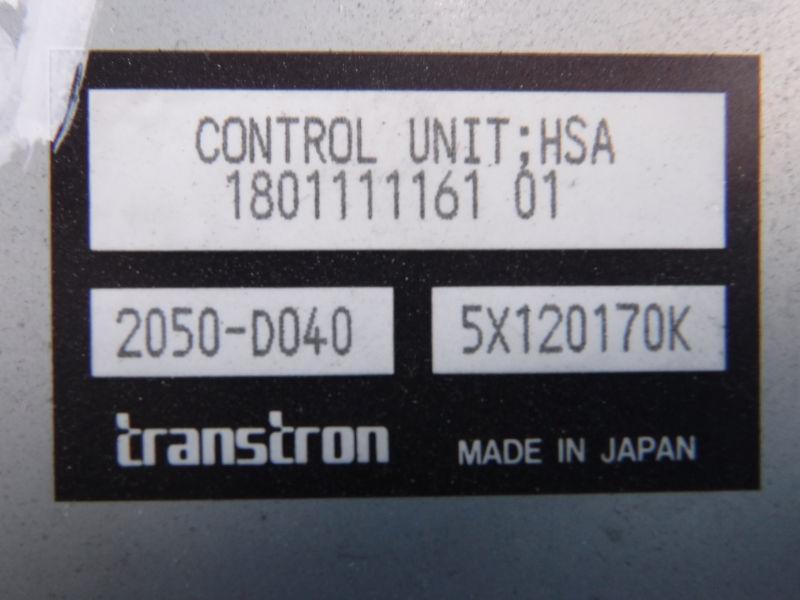 CONTROL UNIT;HSA
1801111161 01
2050-D040
5X120170K
transtron
MADE IN JAPAN